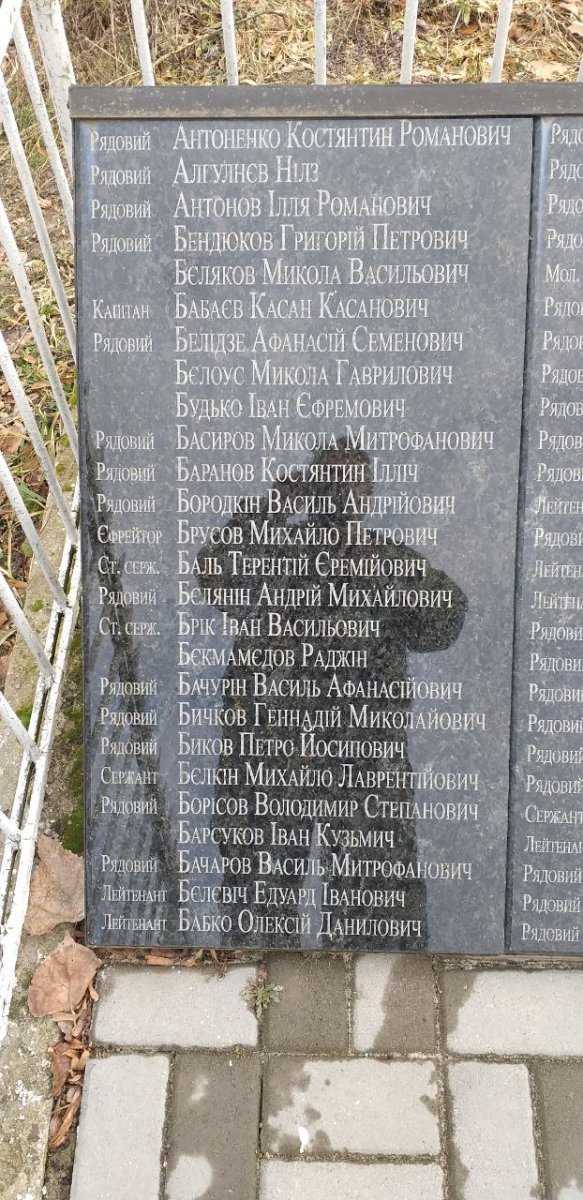 Рядовий Антоненко Костянтин Романович
Рядовий Алгулнєв Нілз
Рядовий Антонов Ілля Романович
Рядовий Бендюков Григорій Петрович
Бєляков Микола Васильович
Капітан Бабаєв Касан Касанович
Рядовий Белідзе Афанасій Семенович
Бєлоус Микола Гаврилович
Будько Іван Єфремович
Рядовий Басиров Микола Митрофанович
Рядовий Баранов Костянтин Ілліч
Рядовий Бородкін Василь Андрійович
Єфрейтор Брусов Михайло Петрович
Ст. серж. Баль Терентій Єремійович
Рядовий Бєлянін Андрій Михайлович
Ст. серж. Брік Іван Васильович
Бєкмамєдов Раджін
Рядовий Бачурін Василь Афанасійович
Рядовий Бичков Геннадій Миколайович
Рядовий Биков Петро Йосипович
Сержант Бєлкін Михайло Лаврентійович
Рядовий Борісов Володимир Степанович
Барсуков Іван Кузьмич
Рядовий Бачаров Василь Митрофанович
Лейтенант Бєлєвіч Едуард Іванович
Лейтенант Бабко Олексій Данилович